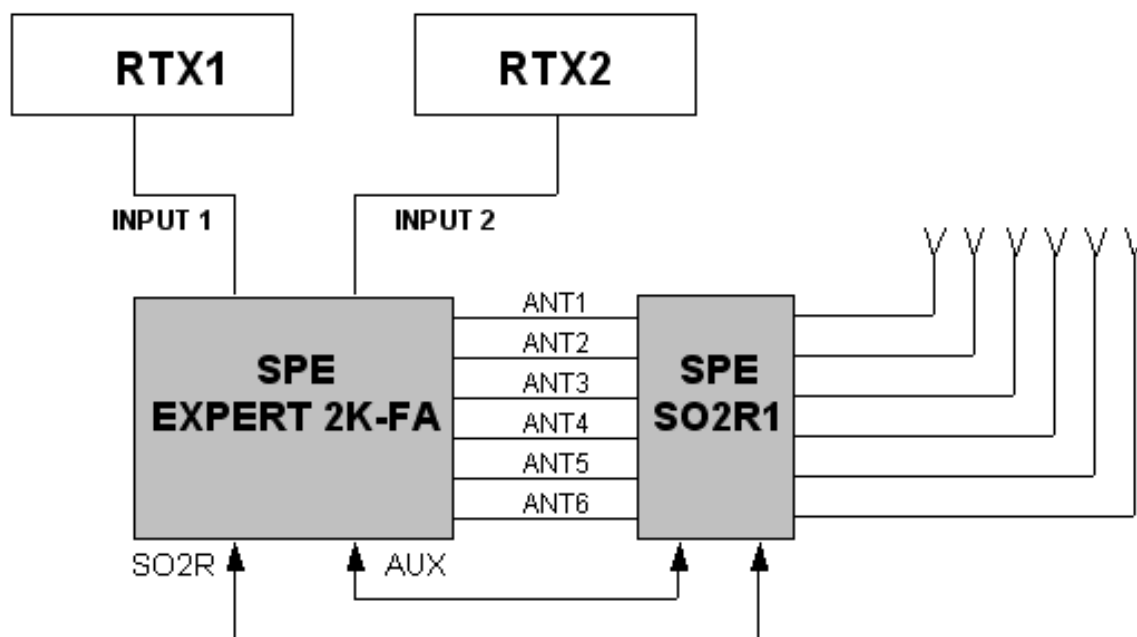 RTX1
RTX2
INPUT 1
INPUT 2
ANT1
ANT2
ANT3
ANT4
ANT5
ANT6
SPE
EXPERT 2K-FA
SPE
SO2R1
SO2R
AUX